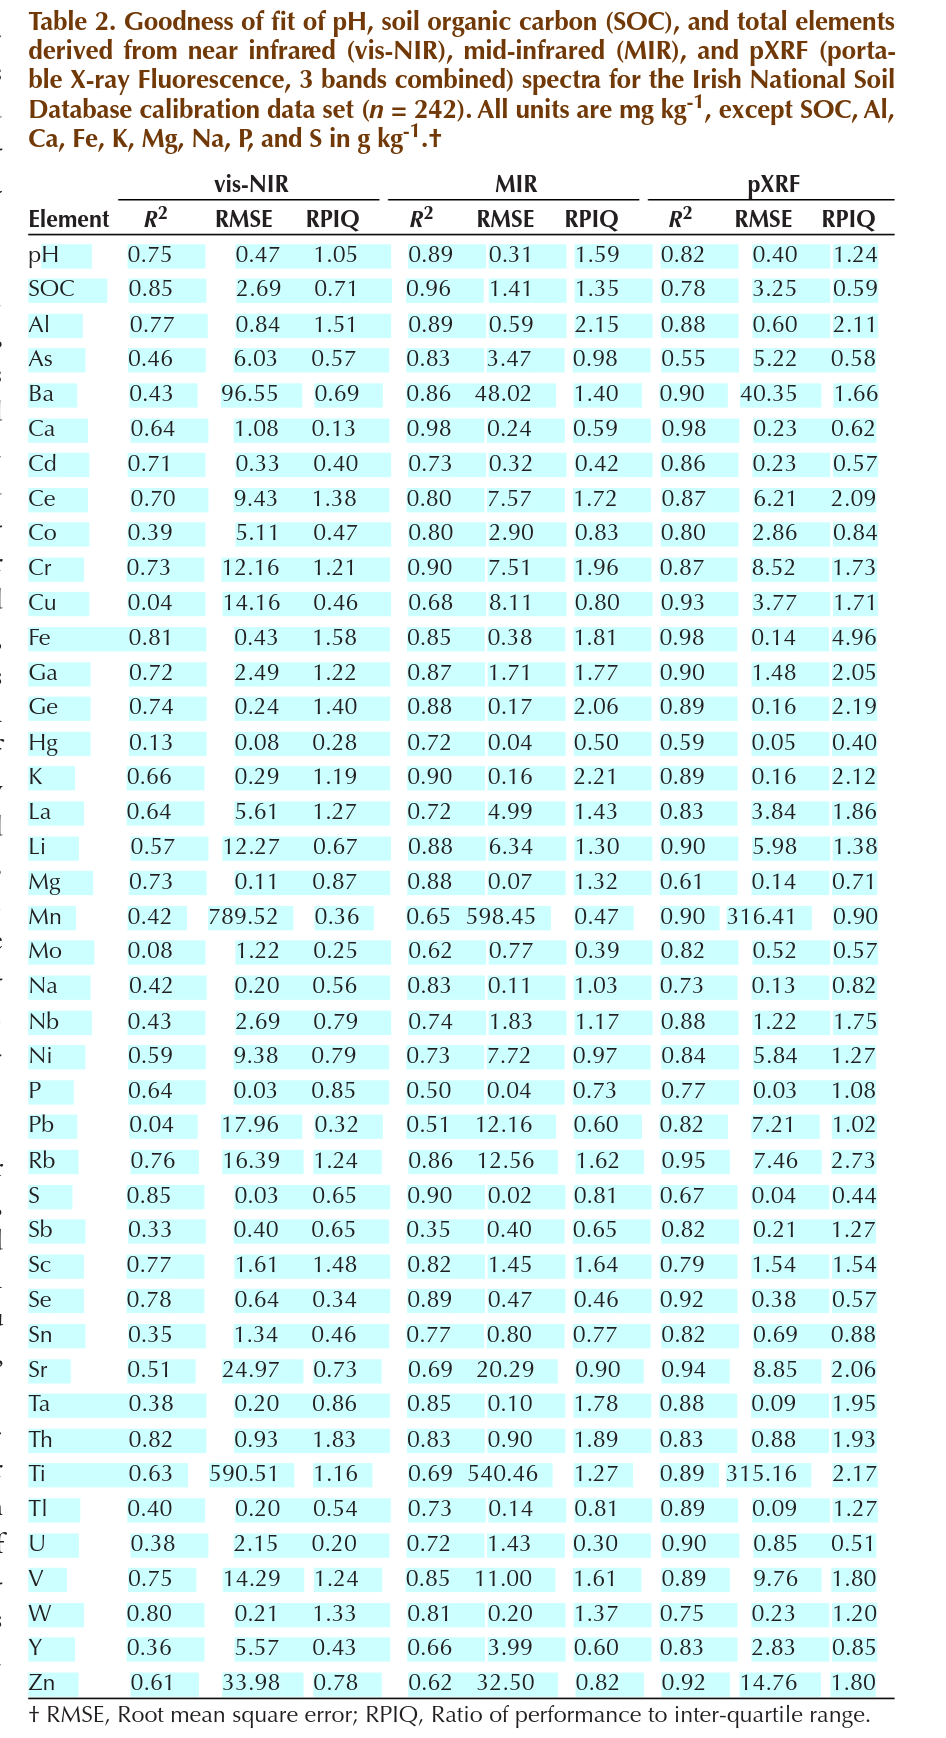 Table 2. Goodness of fit of pH, soil organic carbon (SOC), and total elements
derived from near infrared (vis-NIR), mid-infrared (MIR), and pXRF (porta-
ble X-ray Fluorescence, 3 bands combined) spectra for the Irish National Soil
Database calibration data set (n = 242). All units are mg kg-1, except SOC, Al,
Ca, Fe, K, Mg, Na, P, and S in g kg-1.†
vis-NIR MIR pXRF
Element R2 RMSE RPIQ R2 RMSE RPIQ R2 RMSE RPIQ
pH 0.75 0.47 1.05 0.89 0.31 1.59 0.82 0.40 1.24
SOC 0.85 2.69 0.71 0.96 1.41 1.35 0.78 3.25 0.59
Al 0.77 0.84 1.51 0.89 0.59 2.15 0.88 0.60 2.11
As 0.46 6.03 0.57 0.83 3.47 0.98 0.55 5.22 0.58
Ba 0.43 96.55 0.69 0.86 48.02 1.40 0.90 40.35 1.66
Ca 0.64 1.08 0.13 0.98 0.24 0.59 0.98 0.23 0.62
Cd 0.71 0.33 0.40 0.73 0.32 0.42 0.86 0.23 0.57
Ce 0.70 9.43 1.38 0.80 7.57 1.72 0.87 6.21 2.09
Co 0.39 5.11 0.47 0.80 2.90 0.83 0.80 2.86 0.84
Cr 0.73 12.16 1.21 0.90 7.51 1.96 0.87 8.52 1.73
Cu 0.04 14.16 0.46 0.68 8.11 0.80 0.93 3.77 1.71
Fe 0.81 0.43 1.58 0.85 0.38 1.81 0.98 0.14 4.96
Ga 0.72 2.49 1.22 0.87 1.71 1.77 0.90 1.48 2.05
Ge 0.74 0.24 1.40 0.88 0.17 2.06 0.89 0.16 2.19
Hg 0.13 0.08 0.28 0.72 0.04 0.50 0.59 0.05 0.40
K 0.66 0.29 1.19 0.90 0.16 2.21 0.89 0.16 2.12
La 0.64 5.61 1.27 0.72 4.99 1.43 0.83 3.84 1.86
Li 0.57 12.27 0.67 0.88 6.34 1.30 0.90 5.98 1.38
Mg 0.73 0.11 0.87 0.88 0.07 1.32 0.61 0.14 0.71
Mn 0.42 789.52 0.36 0.65 598.45 0.47 0.90 316.41 0.90
Mo 0.08 1.22 0.25 0.62 0.77 0.39 0.82 0.52 0.57
Na 0.42 0.20 0.56 0.83 0.11 1.03 0.73 0.13 0.82
Nb 0.43 2.69 0.79 0.74 1.83 1.17 0.88 1.22 1.75
Ni 0.59 9.38 0.79 0.73 7.72 0.97 0.84 5.84 1.27
P 0.64 0.03 0.85 0.50 0.04 0.73 0.77 0.03 1.08
Pb 0.04 17.96 0.32 0.51 12.16 0.60 0.82 7.21 1.02
Rb 0.76 16.39 1.24 0.86 12.56 1.62 0.95 7.46 2.73
S 0.85 0.03 0.65 0.90 0.02 0.81 0.67 0.04 0.44
Sb 0.33 0.40 0.65 0.35 0.40 0.65 0.82 0.21 1.27
Sc 0.77 1.61 1.48 0.82 1.45 1.64 0.79 1.54 1.54
Se 0.78 0.64 0.34 0.89 0.47 0.46 0.92 0.38 0.57
Sn 0.35 1.34 0.46 0.77 0.80 0.77 0.82 0.69 0.88
Sr 0.51 24.97 0.73 0.69 20.29 0.90 0.94 8.85 2.06
Ta 0.38 0.20 0.86 0.85 0.10 1.78 0.88 0.09 1.95
Th 0.82 0.93 1.83 0.83 0.90 1.89 0.83 0.88 1.93
Ti 0.63 590.51 1.16 0.69 540.46 1.27 0.89 315.16 2.17
Tl 0.40 0.20 0.54 0.73 0.14 0.81 0.89 0.09 1.27
U 0.38 2.15 0.20 0.72 1.43 0.30 0.90 0.85 0.51
V 0.75 14.29 1.24 0.85 11.00 1.61 0.89 9.76 1.80
W 0.80 0.21 1.33 0.81 0.20 1.37 0.75 0.23 1.20
Y 0.36 5.57 0.43 0.66 3.99 0.60 0.83 2.83 0.85
Zn 0.61 33.98 0.78 0.62 32.50 0.82 0.92 14.76 1.80
† RMSE, Root mean square error; RPIQ, Ratio of performance to inter-quartile range.